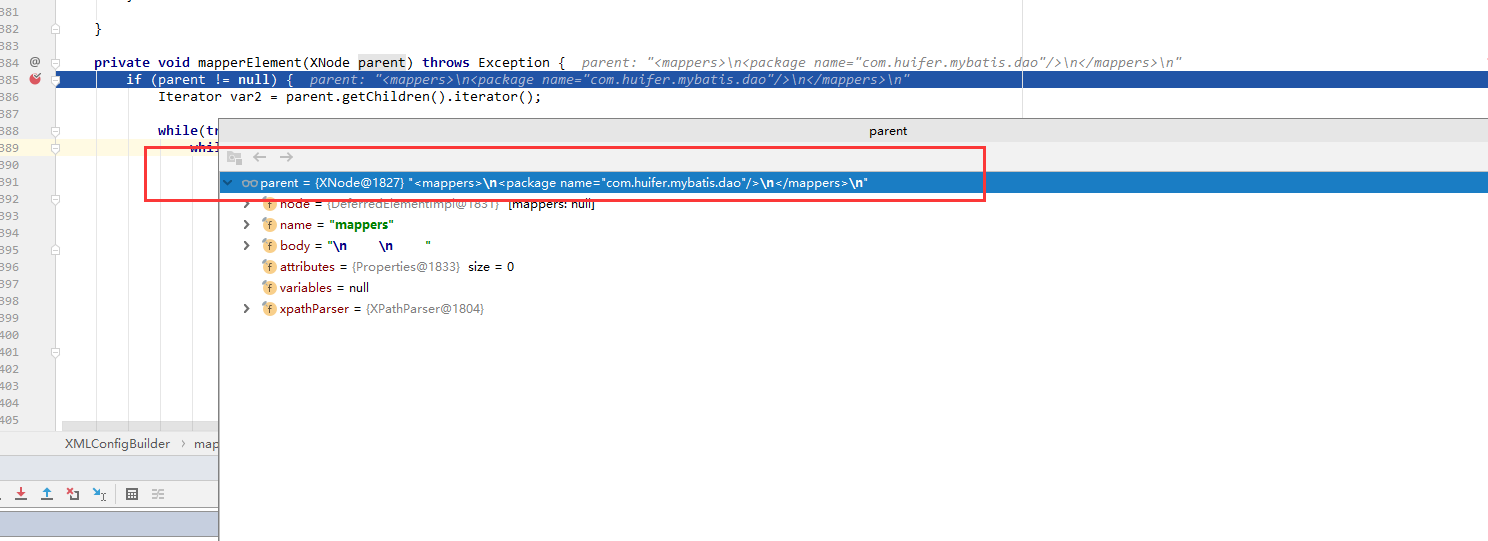 381
382 }
383
384 @ private void mapperElement(XNode parent) throws Exception { parent: "<mappers>\n<package name="com.huifer.mybatis.dao"/>\n</mappers>\n"
385 if (parent != null) { parent: "<mappers>\n<package name="com.huifer.mybatis.dao"/>\n</mappers>\n"
386 Iterator var2 = parent.getChildren().iterator();
387
388 while(tr
parent
389 whil
390
391
parent = {XNode@1827} "<mappers>\n<package name="com.huifer.mybatis.dao"/>\n</mappers>\n"
392
node = {DeferredElementImpl@1831} [mappers: null]
393
name = "mappers"
394
body = "\n \n "
395
396
attributes = {Properties@1833} size = 0
397
variables = null
398
xpathParser = {XPathParser@1804}
399
400
401
402
403
404
405
XMLConfigBuilder › map